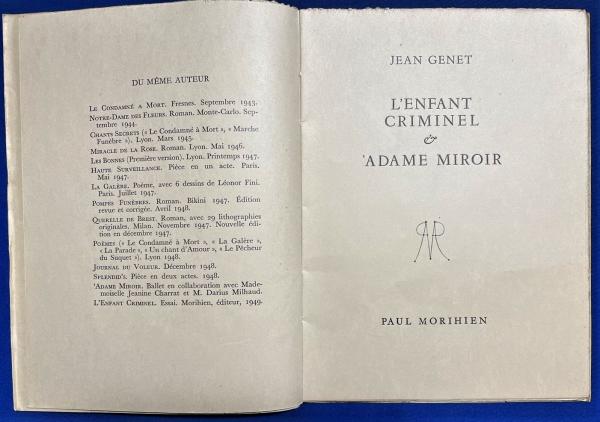 DU MÊME AUTEUR
LE CONDAMNÉ A MORT. Fresnes. Septembre 1943.
NOTRE-DAME DES FLEURS. Roman. Monte-Carlo. Sep-
tembre 1944.
CHANTS SECRETS (« Le Condamné à Mort », « Marche
Funèbre »), Lyon. Mars 1945.
MIRACLE DE LA ROSE. Roman. Lyon. Mai 1946.
LES BONNES (Première version). Lyon. Printemps 1947.
HAUTE SURVEILLANCE. Pièce en un acte. Paris.
Mai 1947.
LA GALÈRE. Poème, avec 6 dessins de Léonor Fini.
Paris. Juillet 1947.
POMPES FUNÈBRES. Roman. Bikini 1947. Édition
revue et corrigée. Avril 1948.
QUERELLE DE BREST. Roman, avec 29 lithographies
originales. Milan. Novembre 1947. Nouvelle édi-
tion en décembre 1947.
POÈMES (« Le Condamné à Mort », « La Galère »,
« La Parade », « Un chant d'Amour », « Le Pêcheur
du Suquet »), Lyon 1948.
JOURNAL DU VOLEUR. Décembre 1948.
SPLENDID'S. Pièce en deux actes. 1948.
'ADAME MIROIR. Ballet en collaboration avec Made-
moiselle Jeanine Charrat et M. Darius Milhaud.
L'ENFANT CRIMINEL. Essai. Morihien, éditeur, 1949.
JEAN GENET
L'ENFANT
CRIMINEL
&
'ADAME MIROIR
PAUL MORIHIEN